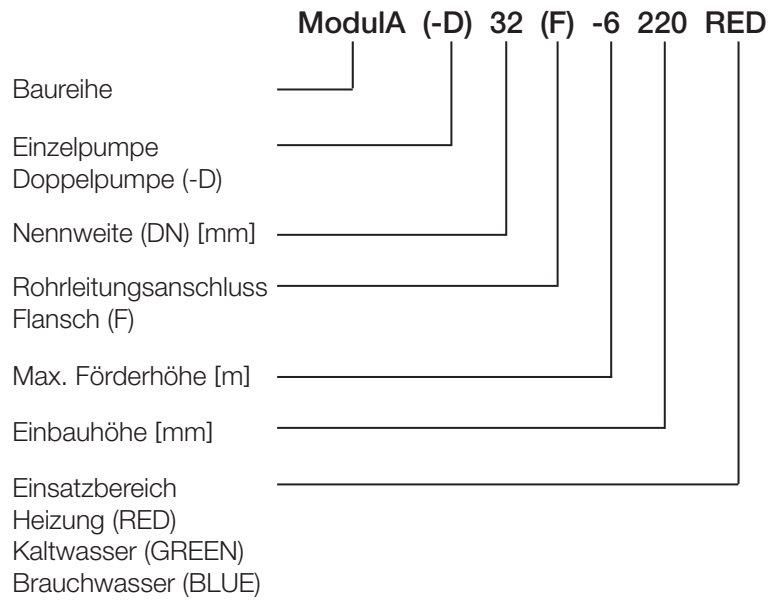 ModulA (-D) 32 (F) -6 220 RED
Baureihe
Einzelpumpe
Doppelpumpe (-D)
Nennweite (DN) [mm]
Rohrleitungsanschluss
Flansch (F)
Max. Förderhöhe [m]
Einbauhöhe [mm]
Einsatzbereich
Heizung (RED)
Kaltwasser (GREEN)
Brauchwasser (BLUE)